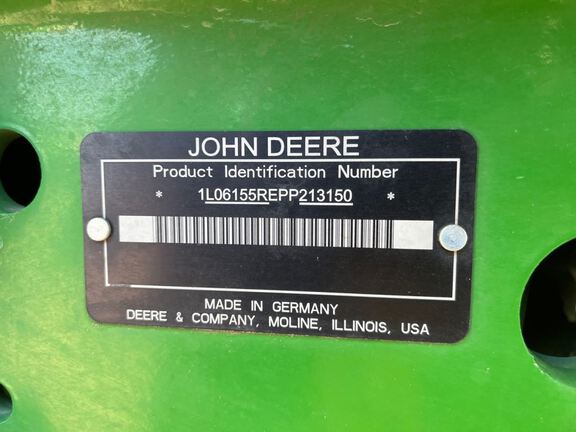 JOHN DEERE
Product Identification Number
* 1L06155REPP213150 *
MADE IN GERMANY
DEERE & COMPANY, MOLINE, ILLINOIS, USA